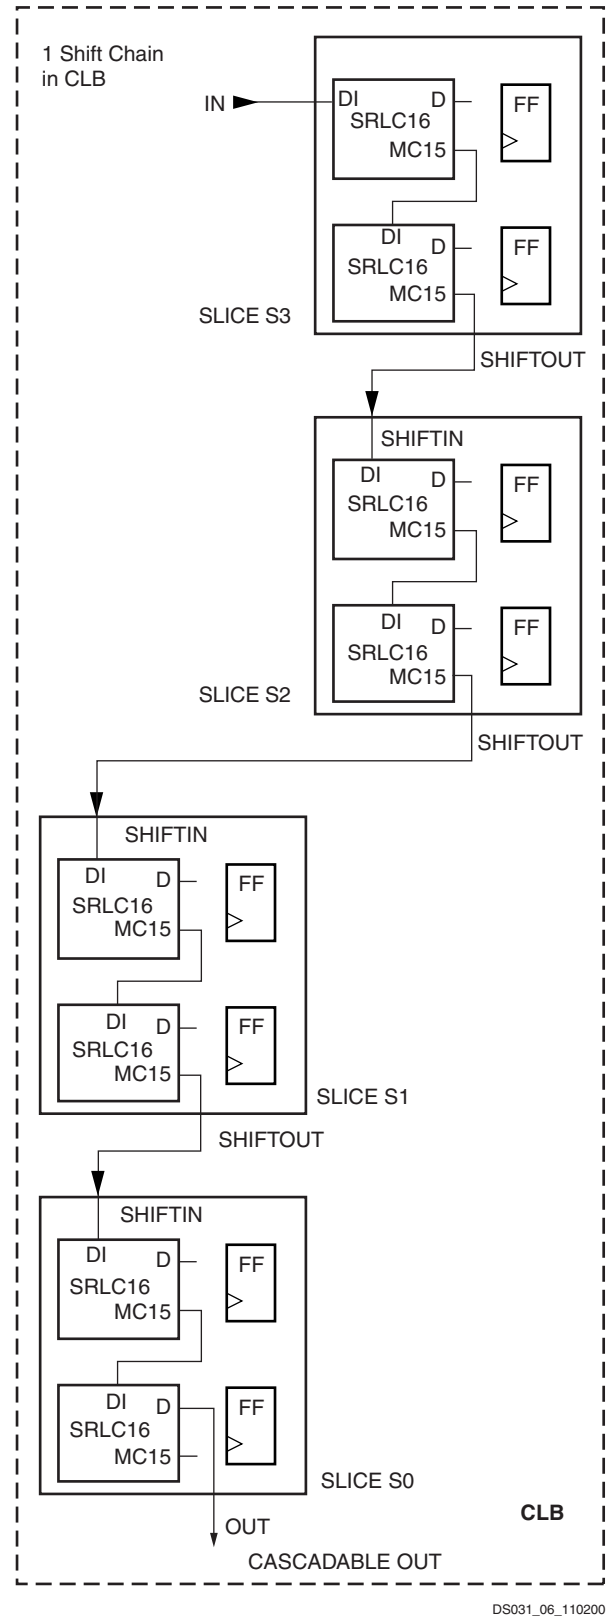 1 Shift Chain
in CLB
IN
DI
D
SRLC16
MC15
FF
DI
D
SRLC16
MC15
FF
SLICE S3
SHIFTOUT
SHIFTIN
DI
D
SRLC16
MC15
FF
DI
D
SRLC16
MC15
FF
SLICE S2
SHIFTOUT
SHIFTIN
DI
D
SRLC16
MC15
FF
DI
D
SRLC16
MC15
FF
SLICE S1
SHIFTOUT
SHIFTIN
DI
D
SRLC16
MC15
FF
DI
D
SRLC16
MC15
FF
SLICE S0
OUT
CLB
CASCADABLE OUT
DS031_06_110200